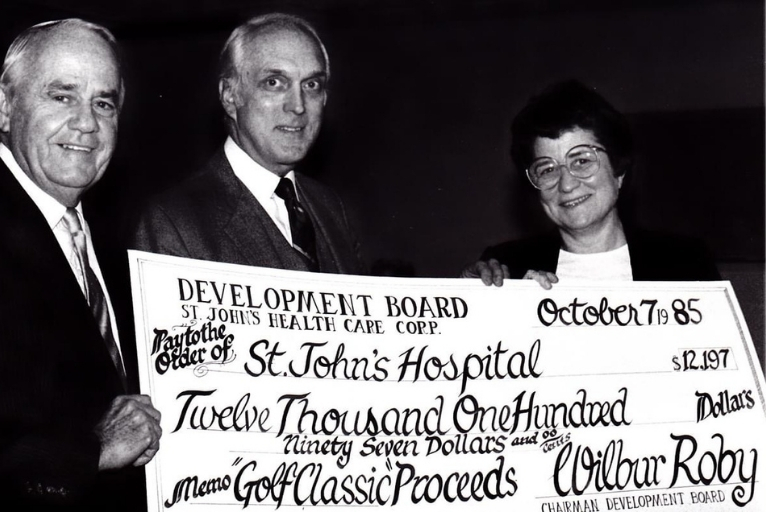 DEVELOPMENT BOARD
ST. JOHN'S HEALTH CARE CORP.
October 7 19 85
Pay to the
Order of St. John's Hospital $12,197
Twelve Thousand One Hundred Dollars
Ninety Seven Dollars and 00 cents
Memo "Golf Classic" Proceeds Wilbur Roby
CHAIRMAN DEVELOPMENT BOARD